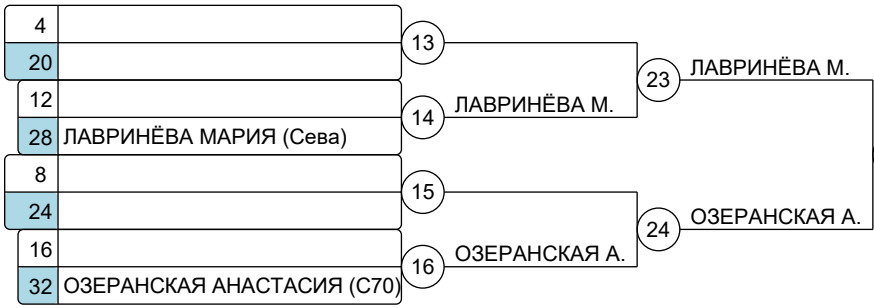 4
13
20
23 ЛАВРИНЁВА М.
12
14 ЛАВРИНЁВА М.
28 ЛАВРИНЁВА МАРИЯ (Сева)
8
15
24
24 ОЗЕРАНСКАЯ А.
16
16 ОЗЕРАНСКАЯ А.
32 ОЗЕРАНСКАЯ АНАСТАСИЯ (С70)